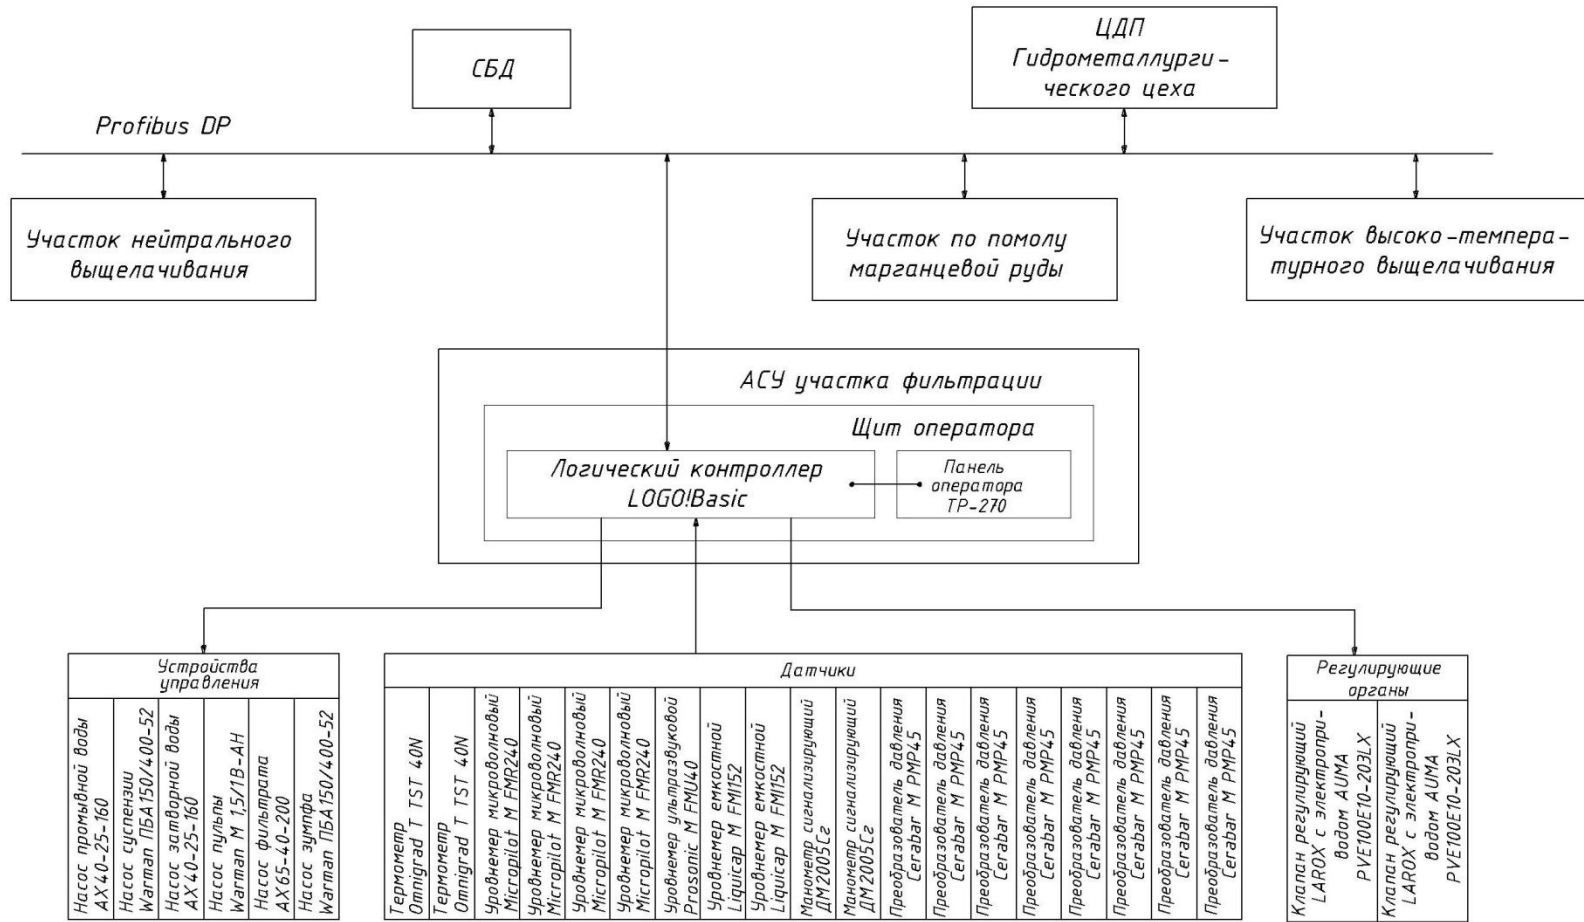 СБД
ЦДП
Гидрометаллурги-
ческого цеха
Profibus DP
Участок нейтрального
выщелачивания
Участок по помолу
марганцевой руды
Участок высоко-темпера-
турного выщелачивания
АСУ участка фильтрации
Щит оператора
Логический контроллер
LOGO!Basic
Панель
оператора
TP-270
Устройства
управления
Насос промывной воды
АХ40-25-160
Насос суспензии
Warman ПБА150/400-52
Насос затворной воды
АХ40-25-160
Насос пульпы
Warman M 1,5/1B-AH
Насос фильтрата
АХ65-40-200
Насос зумпфа
Warman ПБА150/400-52
Датчики
Термометр
Omnigrad T TST 40N
Термометр
Omnigrad T TST 40N
Уровнемер микроволновый
Micropilot M FMR240
Уровнемер микроволновый
Micropilot M FMR240
Уровнемер микроволновый
Micropilot M FMR240
Уровнемер микроволновый
Micropilot M FMR240
Уровнемер ультразвуковой
Prosonic M FMU40
Уровнемер емкостной
Liquicap M FMI152
Уровнемер емкостной
Liquicap M FMI152
Манометр сигнализирующий
ДМ2005Сг
Манометр сигнализирующий
ДМ2005Сг
Преобразователь давления
Cerabar M PMP45
Преобразователь давления
Cerabar M PMP45
Преобразователь давления
Cerabar M PMP45
Преобразователь давления
Cerabar M PMP45
Преобразователь давления
Cerabar M PMP45
Преобразователь давления
Cerabar M PMP45
Преобразователь давления
Cerabar M PMP45
Преобразователь давления
Cerabar M PMP45
Регулирующие
органы
Клапан регулирующий
LAROX с электропри-
водом AUMA
PVE100E10-203LX
Клапан регулирующий
LAROX с электропри-
водом AUMA
PVE100E10-203LX